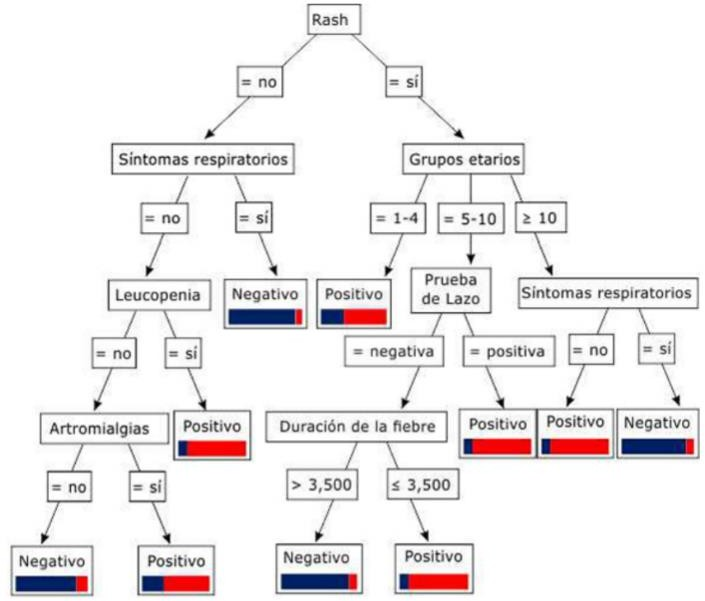 Rash
= no
= sí
Síntomas respiratorios
Grupos etarios
= no
= sí
= 1-4
= 5-10
≥ 10
Leucopenia
Negativo
Positivo
Prueba
de Lazo
Síntomas respiratorios
= no
= sí
= negativa
= positiva
= no
= sí
Artromialgias
Positivo
Duración de la fiebre
Positivo
Positivo
Negativo
= no
= sí
> 3,500
≤ 3,500
Negativo
Positivo
Negativo
Positivo